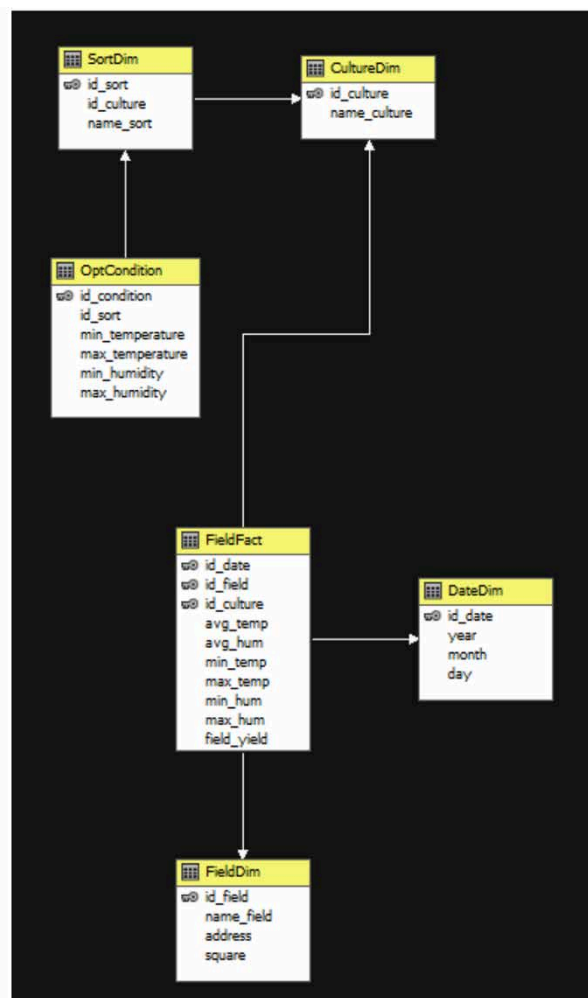 SortDim
id_sort
id_culture
name_sort
CultureDim
id_culture
name_culture
OptCondition
id_condition
id_sort
min_temperature
max_temperature
min_humidity
max_humidity
FieldFact
id_date
id_field
id_culture
avg_temp
avg_hum
min_temp
max_temp
min_hum
max_hum
field_yield
DateDim
id_date
year
month
day
FieldDim
id_field
name_field
address
square